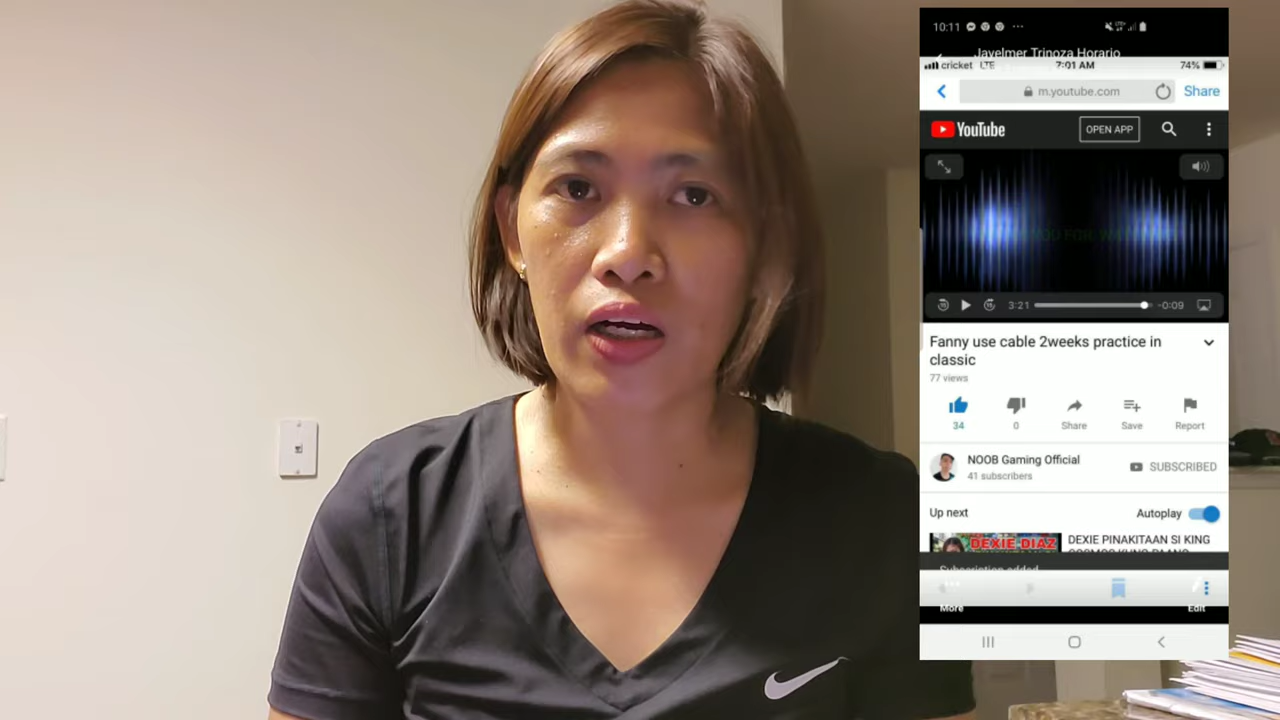 10:11
Javelmer Trinoza Horario
cricket LTE 7:01 AM 74%
m.youtube.com Share
YouTube OPEN APP
3:21 -0:09
Fanny use cable 2weeks practice in
classic
77 views
34 0 Share Save Report
NOOB Gaming Official
41 subscribers
SUBSCRIBED
Up next Autoplay
DEXIE DIAZ
DEXIE PINAKITAAN SI KING
Subscription added
More Edit